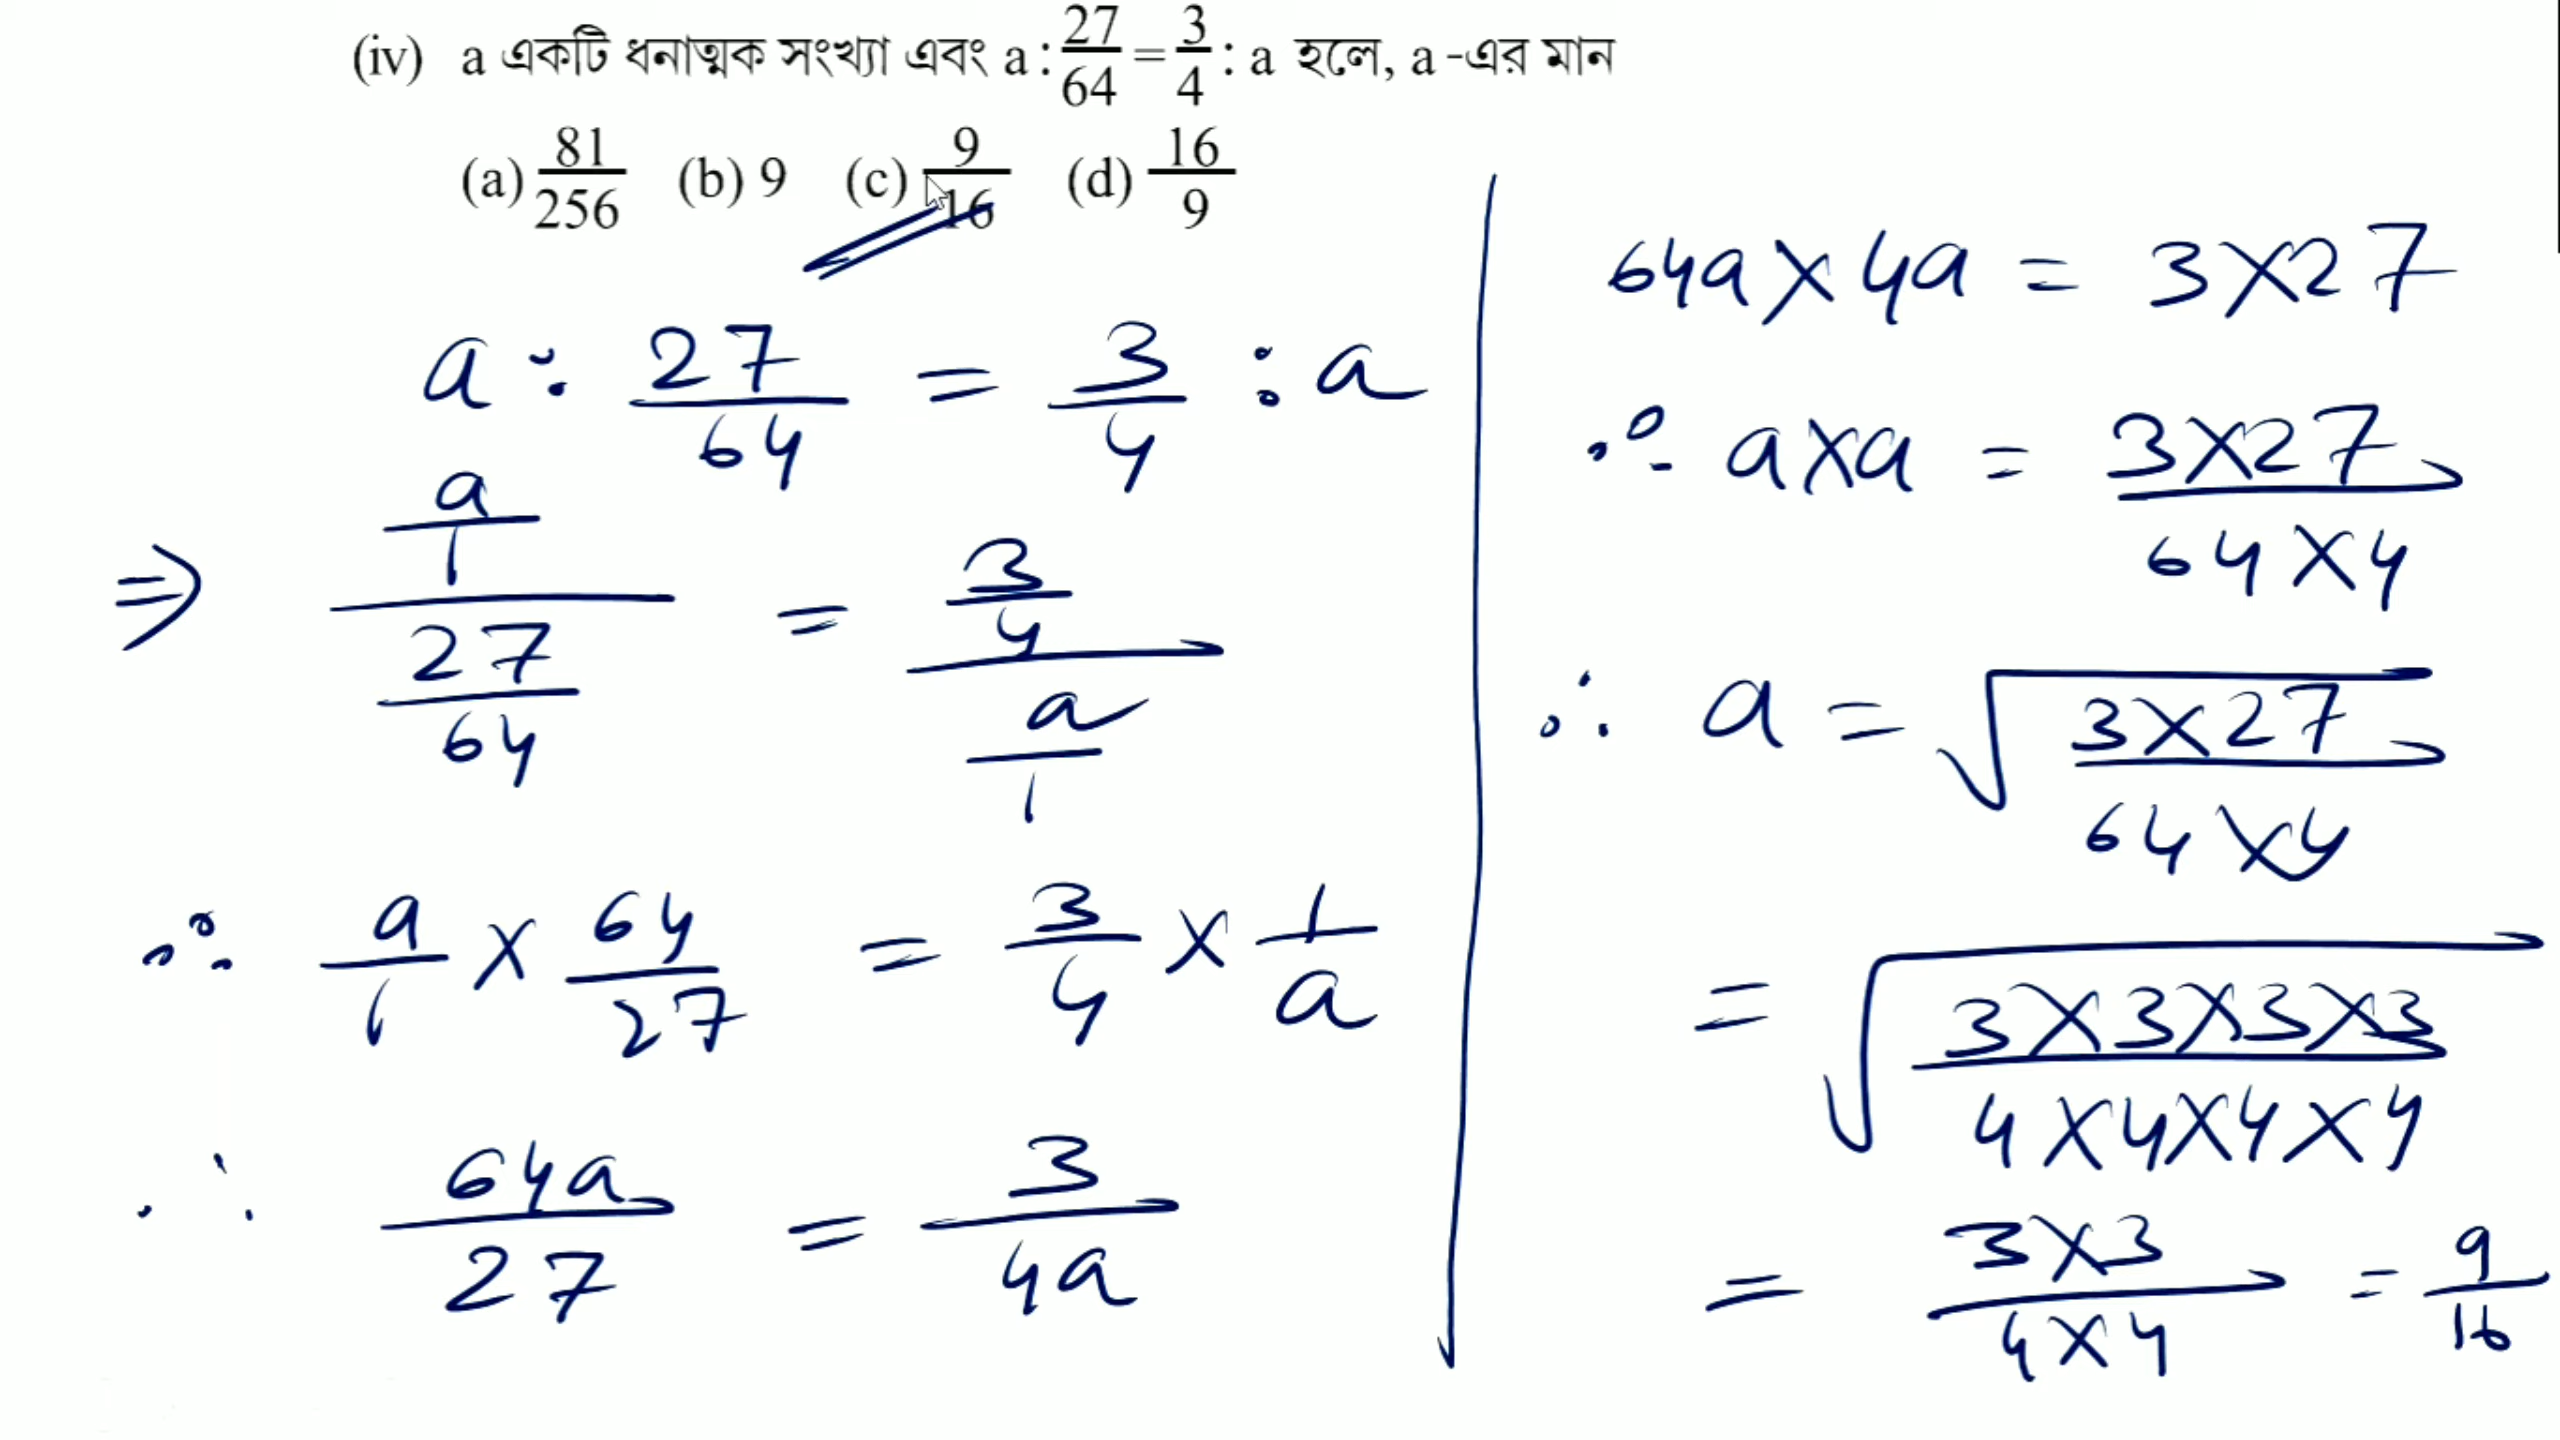 (iv) a একটি ধনাত্মক সংখ্যা এবং a : 27/64 = 3/4 : a হলে, a -এর মান
(a) 81/256 (b) 9 (c) 9/16 (d) 16/9
a : 27/64 = 3/4 : a
⇒ (a/1)/(27/64) = (3/4)/(a/1)
∴ a/1 × 64/27 = 3/4 × 1/a
∴ 64a/27 = 3/4a
64a × 4a = 3 × 27
∴ a × a = (3 × 27)/(64 × 4)
∴ a = √((3 × 27)/(64 × 4))
= √((3 × 3 × 3 × 3)/(4 × 4 × 4 × 4))
= (3 × 3)/(4 × 4) = 9/16